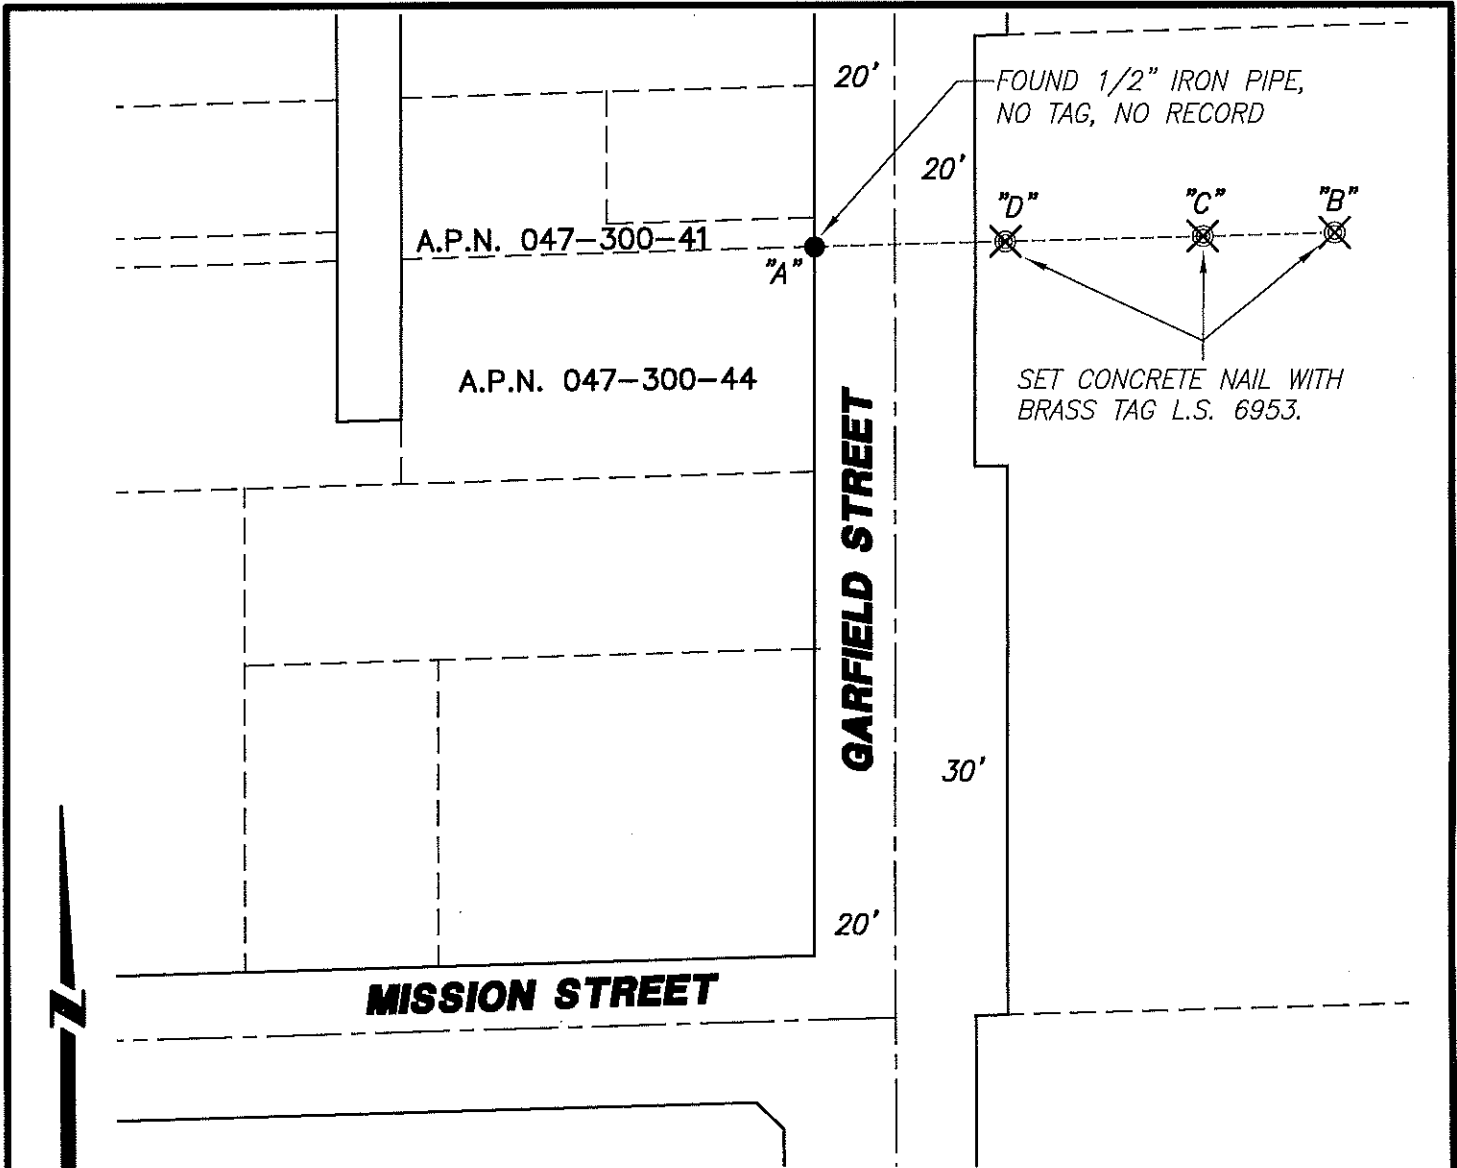 20'
FOUND 1/2" IRON PIPE,
NO TAG, NO RECORD
20'
"D"
"C"
"B"
A.P.N. 047-300-41
"A"
A.P.N. 047-300-44
SET CONCRETE NAIL WITH
BRASS TAG L.S. 6953.
GARFIELD STREET
30'
20'
MISSION STREET
Z